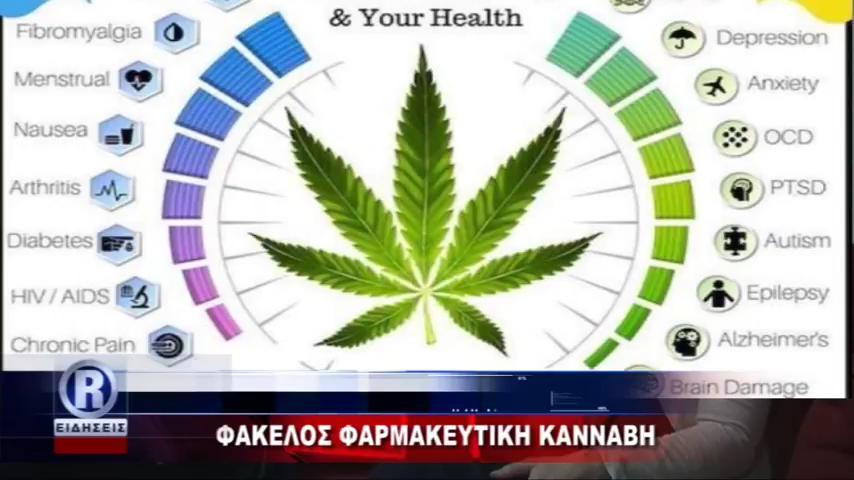 & Your Health
Fibromyalgia
Menstrual
Nausea
Arthritis
Diabetes
HIV / AIDS
Chronic Pain
Depression
Anxiety
OCD
PTSD
Autism
Epilepsy
Alzheimer's
Brain Damage
R
ΕΙΔΗΣΕΙΣ
ΦΑΚΕΛΟΣ ΦΑΡΜΑΚΕΥΤΙΚΗ ΚΑΝΝΑΒΗ